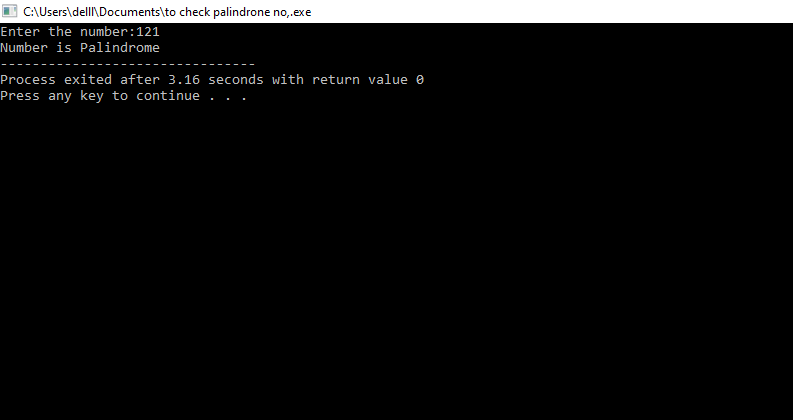 C:\Users\delll\Documents\to check palindrone no,.exe
Enter the number:121
Number is Palindrome
--------------------------------
Process exited after 3.16 seconds with return value 0
Press any key to continue . . .